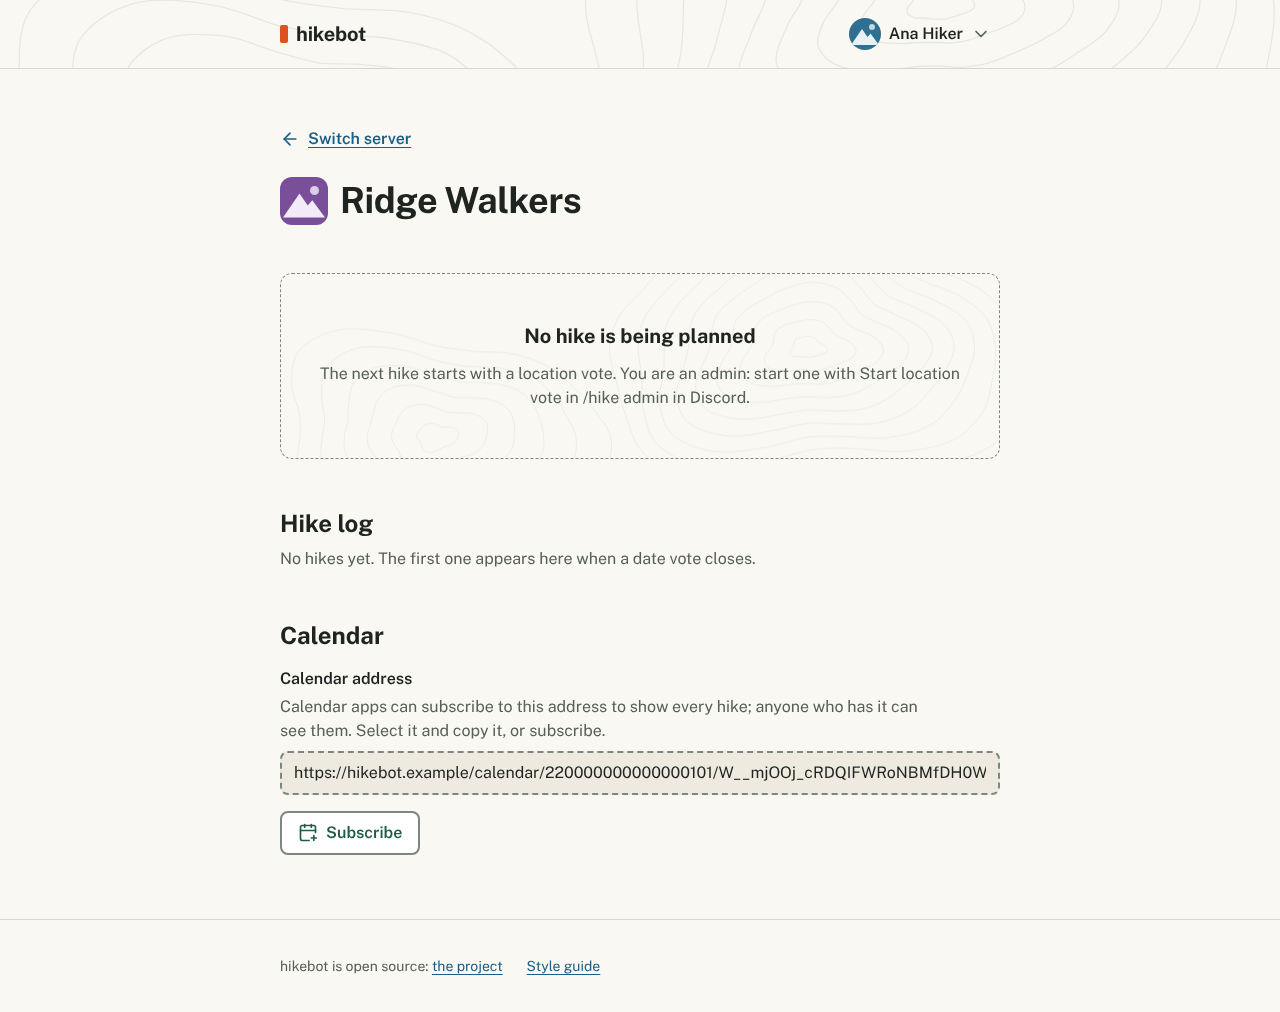 hikebot
Ana Hiker
Switch server
Ridge Walkers
No hike is being planned
The next hike starts with a location vote. You are an admin: start one with Start location
vote in /hike admin in Discord.
Hike log
No hikes yet. The first one appears here when a date vote closes.
Calendar
Calendar address
Calendar apps can subscribe to this address to show every hike; anyone who has it can
see them. Select it and copy it, or subscribe.
https://hikebot.example/calendar/220000000000000101/W__mjOOj_cRDQIFWRoNBMfDH0W
Subscribe
hikebot is open source: the project
Style guide